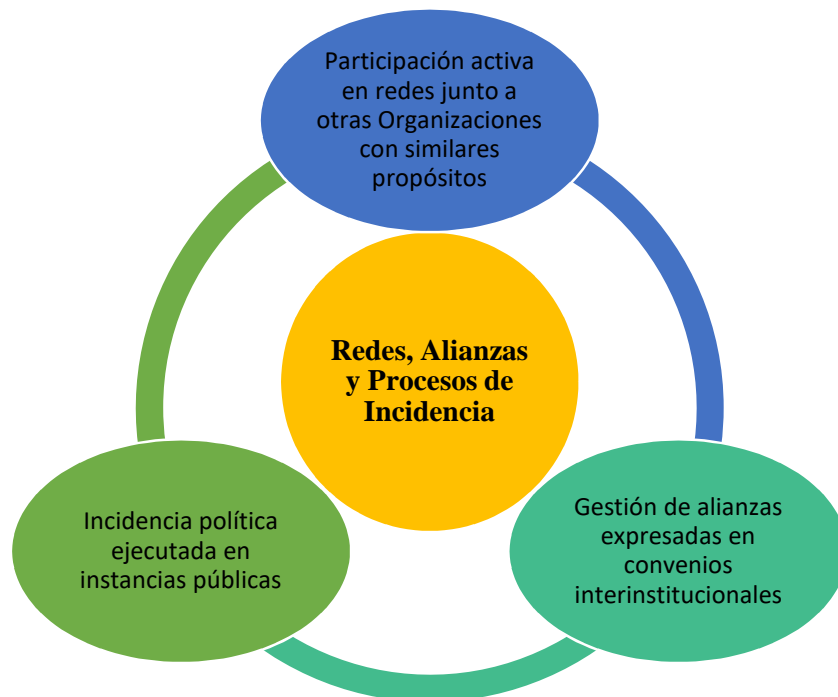 Participación activa
en redes junto a
otras Organizaciones
con similares
propósitos
Redes, Alianzas
y Procesos de
Incidencia
Incidencia política
ejecutada en
instancias públicas
Gestión de alianzas
expresadas en
convenios
interinstitucionales